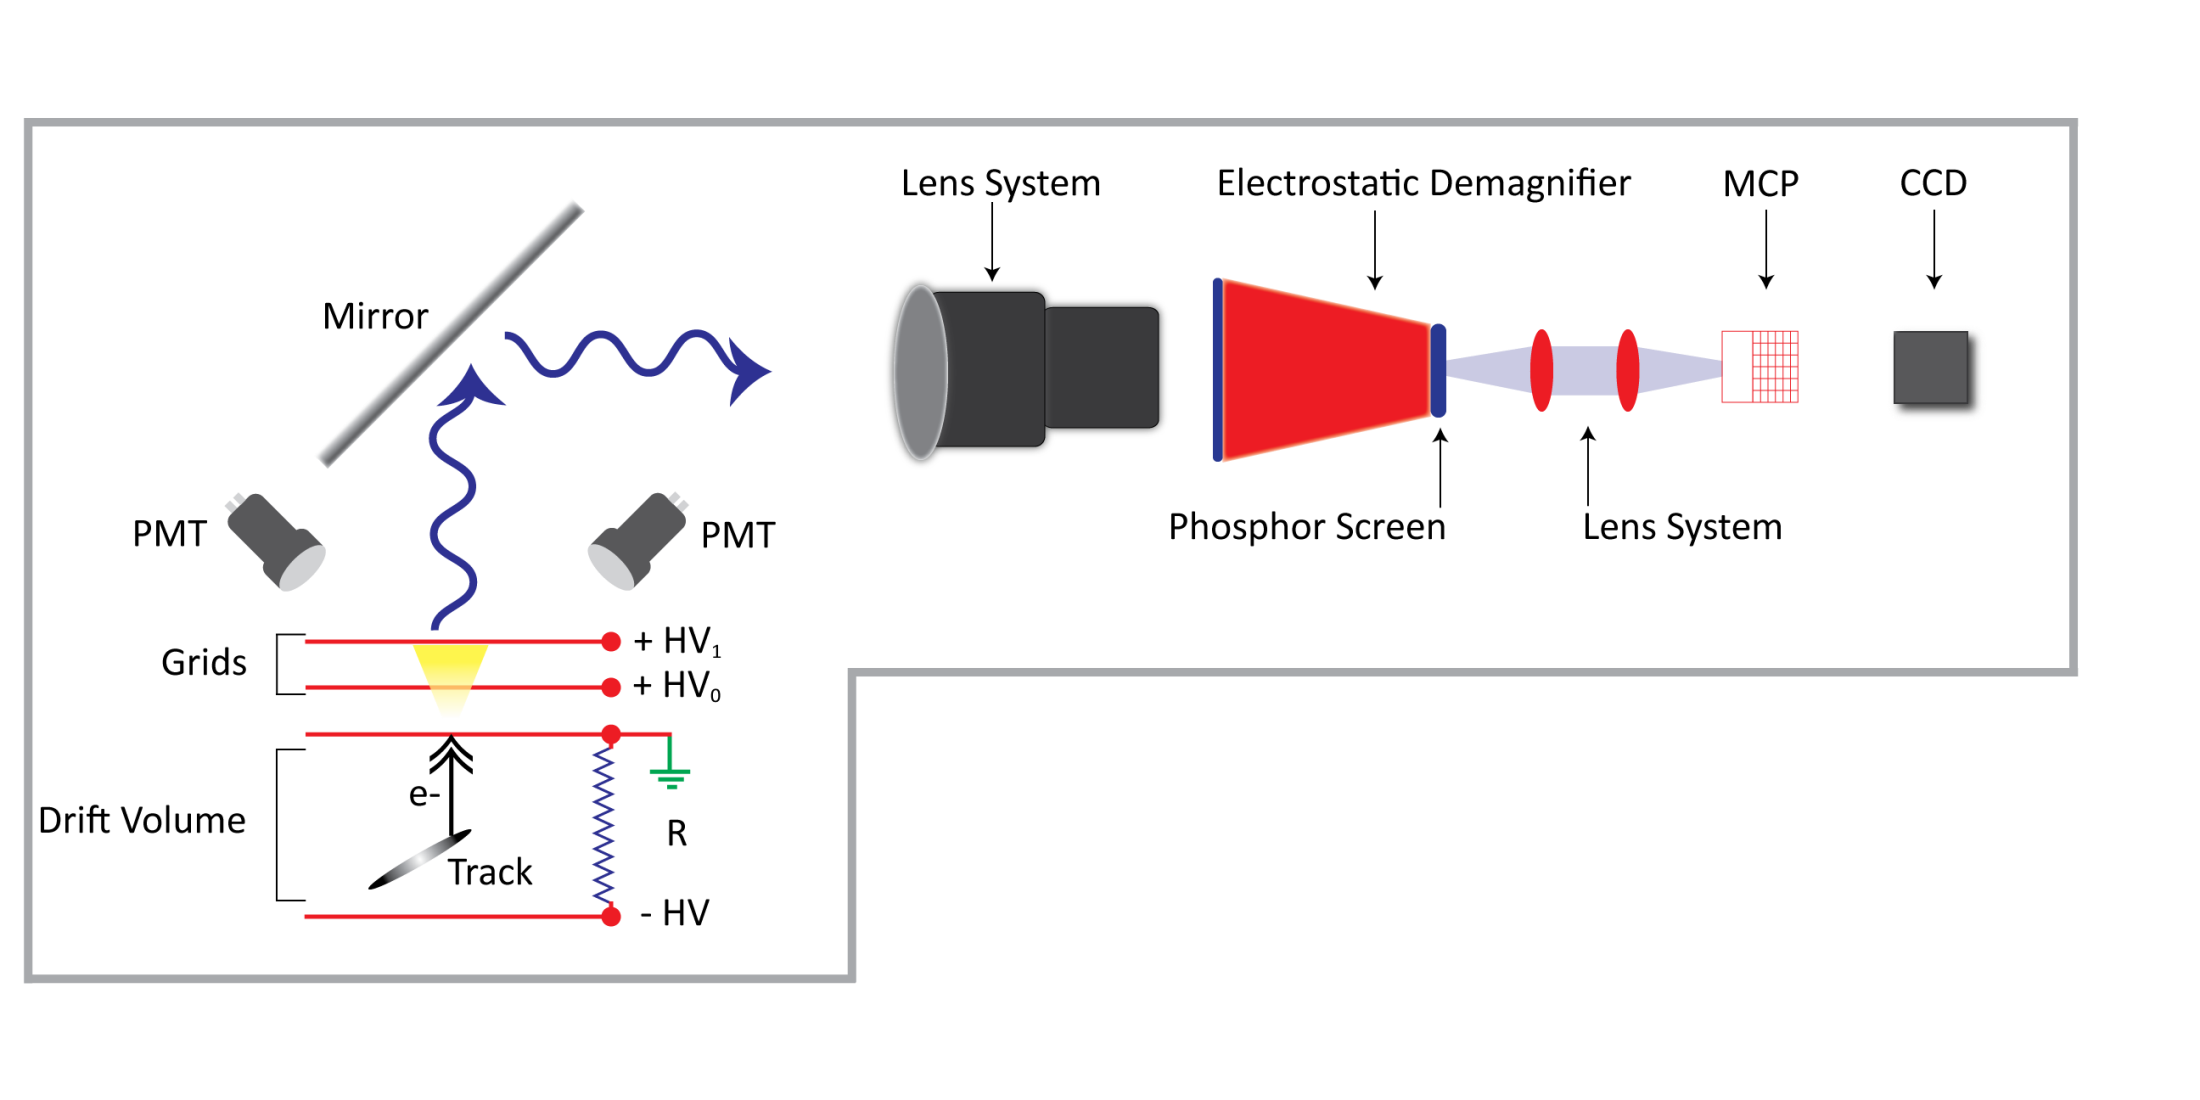 Lens System
Electrostatic Demagnifier
MCP
CCD
Mirror
PMT
PMT
Phosphor Screen
Lens System
Grids
+ HV₁
+ HV₀
e-
Drift Volume
R
Track
- HV